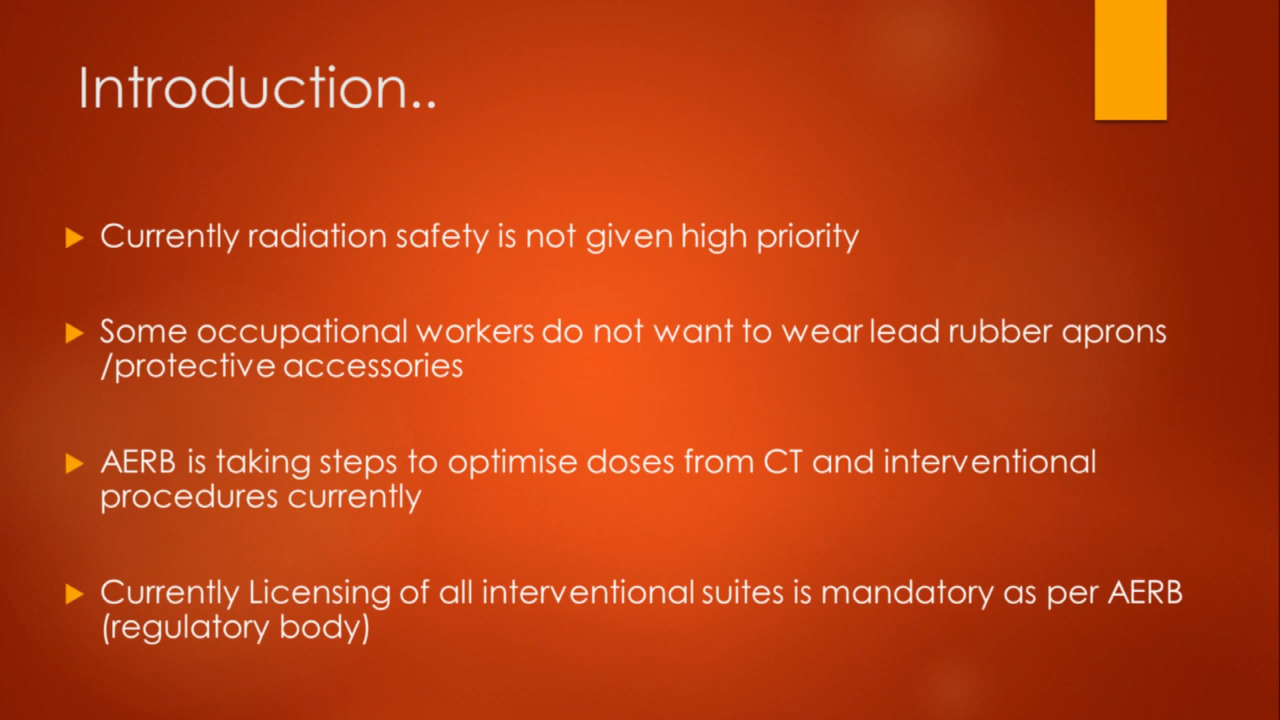 Introduction..
Currently radiation safety is not given high priority
Some occupational workers do not want to wear lead rubber aprons
/protective accessories
AERB is taking steps to optimise doses from CT and interventional
procedures currently
Currently Licensing of all interventional suites is mandatory as per AERB
(regulatory body)